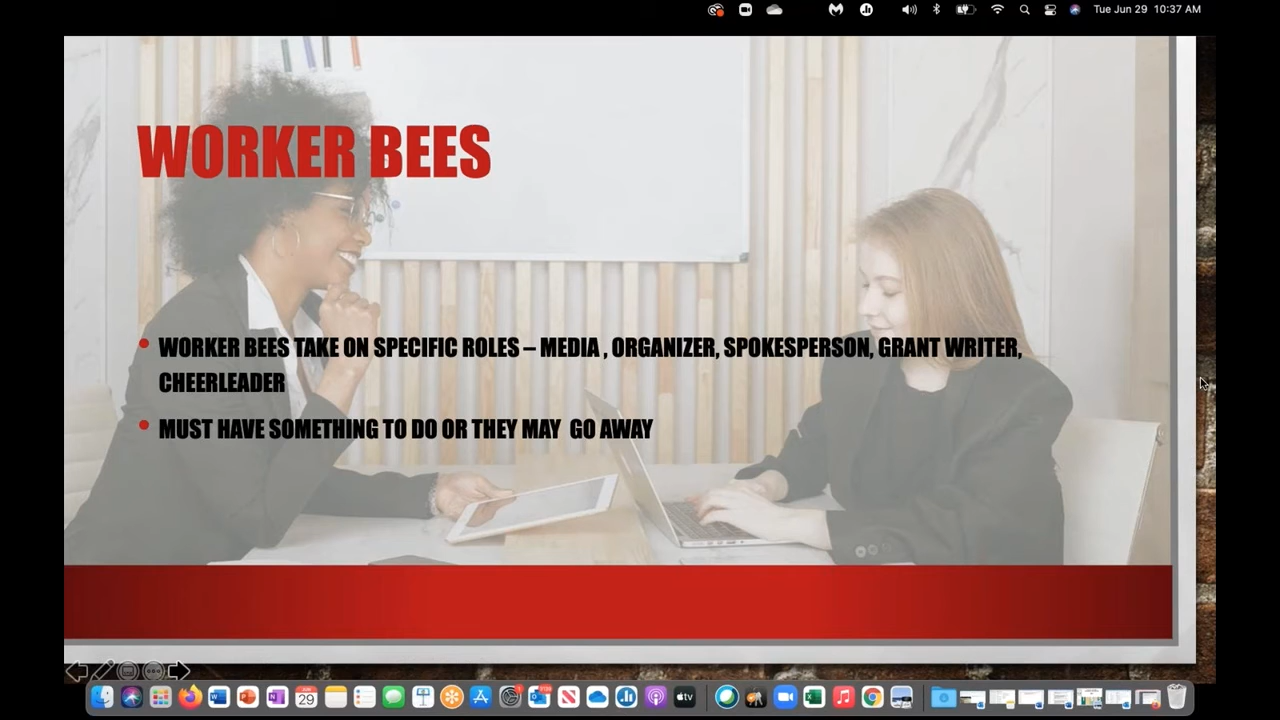 Tue Jun 29 10:37 AM
WORKER BEES
• WORKER BEES TAKE ON SPECIFIC ROLES – MEDIA , ORGANIZER, SPOKESPERSON, GRANT WRITER,
CHEERLEADER
• MUST HAVE SOMETHING TO DO OR THEY MAY  GO AWAY
29
tv